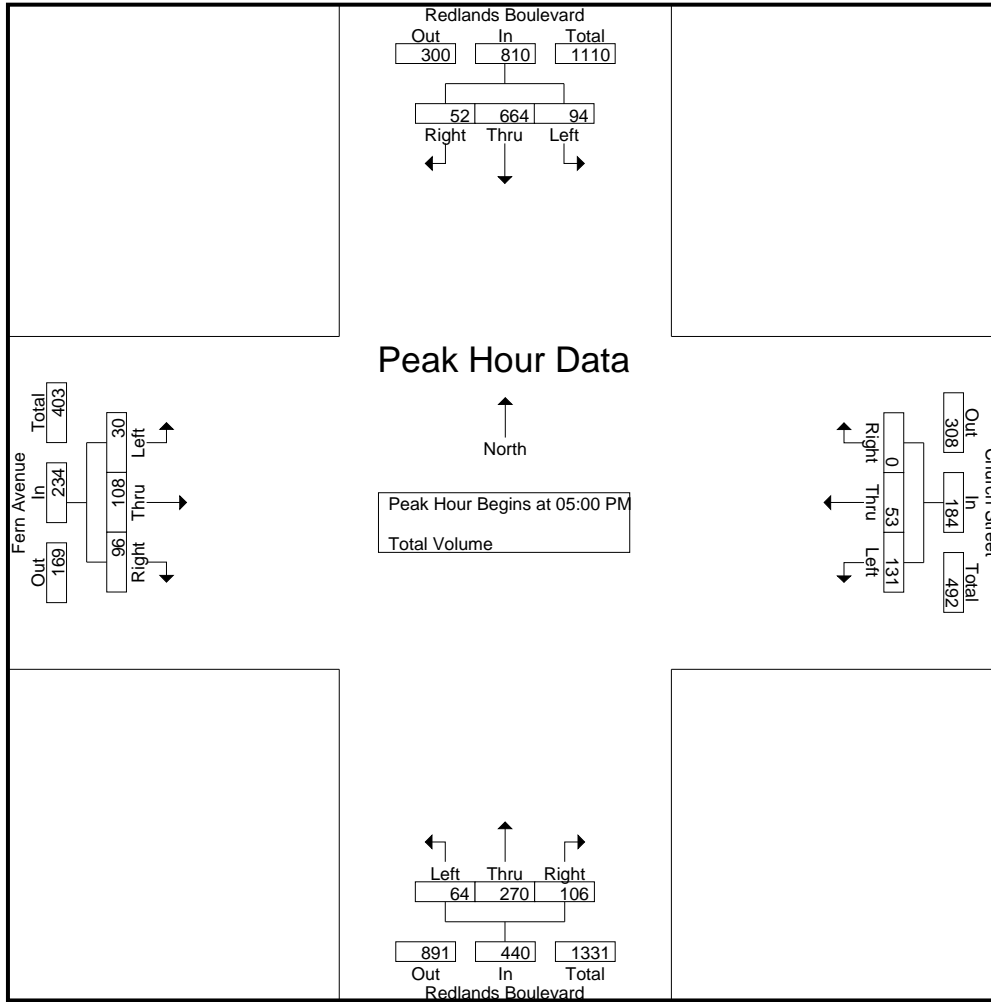 Redlands Boulevard
Out In Total
300 810 1110
52 664 94
Right Thru Left
Peak Hour Data
North
Peak Hour Begins at 05:00 PM
Total Volume
Fern Avenue
Out In Total
169 234 403
Right Thru Left
96 108 30
Church Street
Out In Total
308 184 492
0 53 131
Right Thru Left
Left Thru Right
64 270 106
891 440 1331
Out In Total
Redlands Boulevard